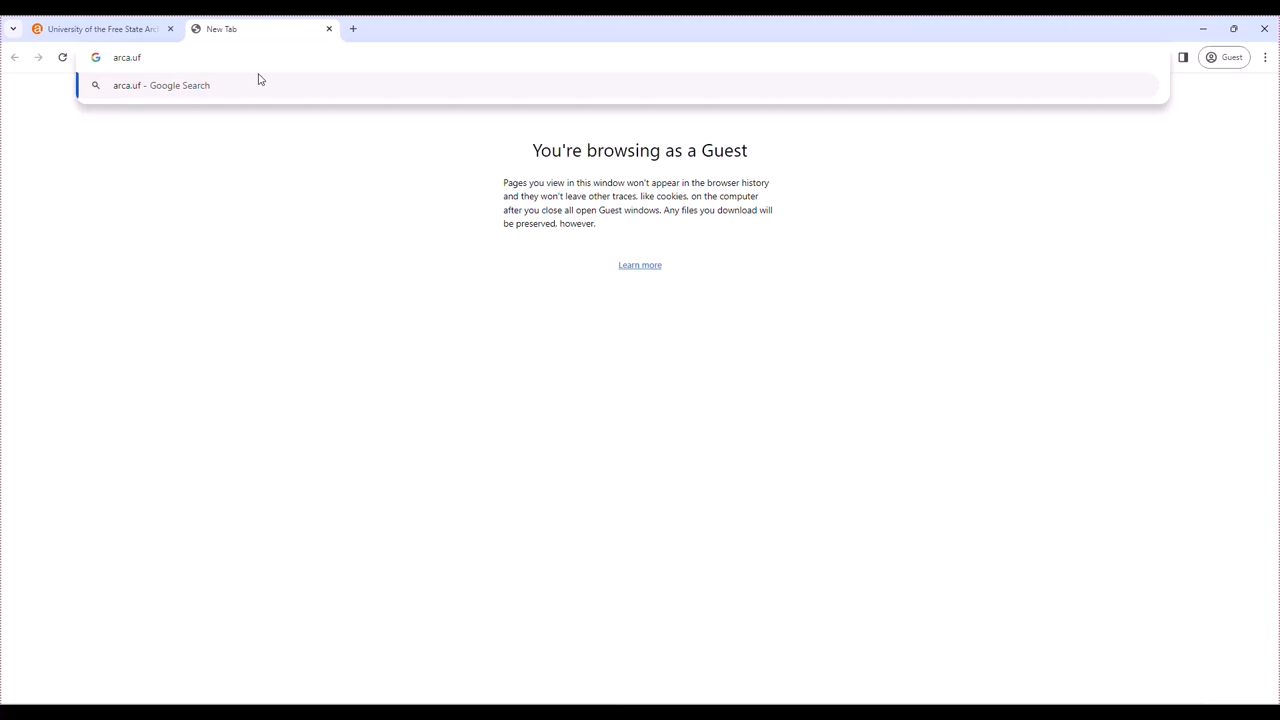 University of the Free State Arc
New Tab
arca.uf
Guest
arca.uf - Google Search
You're browsing as a Guest
Pages you view in this window won't appear in the browser history
and they won't leave other traces, like cookies, on the computer
after you close all open Guest windows. Any files you download will
be preserved, however.
Learn more